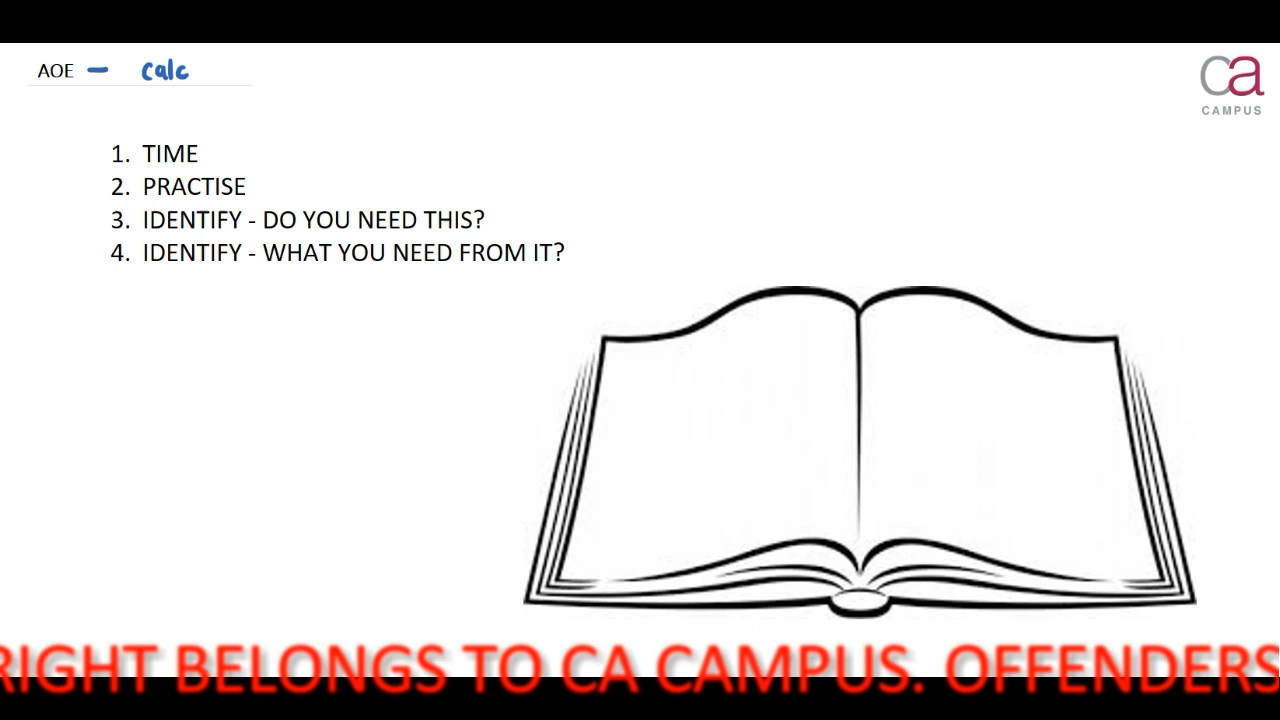 AOE - calc
ca
CAMPUS
1. TIME
2. PRACTISE
3. IDENTIFY - DO YOU NEED THIS?
4. IDENTIFY - WHAT YOU NEED FROM IT?
RIGHT BELONGS TO CA CAMPUS. OFFENDERS